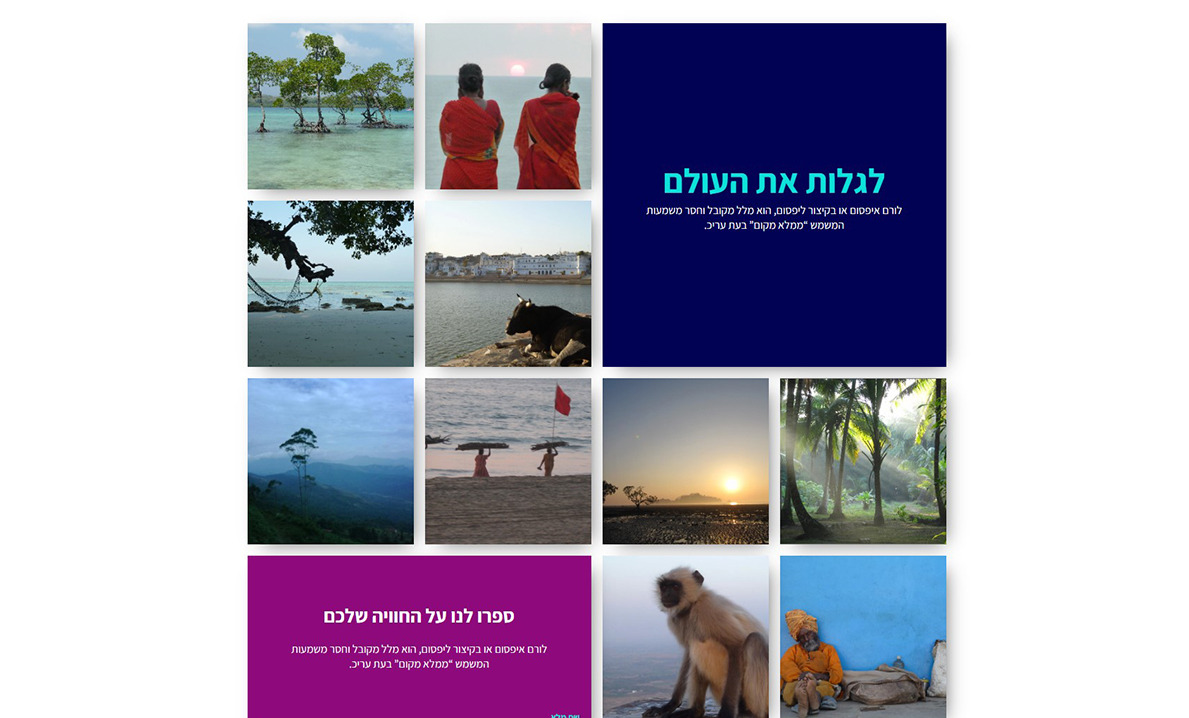 לגלות את העולם
לורם איפסום או בקיצור ליפסום, הוא מלל מקובל וחסר משמעות
המשמש “ממלא מקום” בעת עריכ.
ספרו לנו על החוויה שלכם
לורם איפסום או בקיצור ליפסום, הוא מלל מקובל וחסר משמעות
המשמש “ממלא מקום” בעת עריכ.
שם מלא